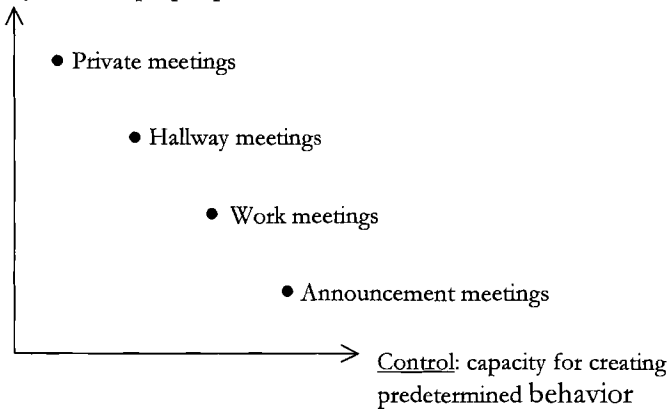 Private meetings
Hallway meetings
Work meetings
Announcement meetings
Control: capacity for creating
predetermined behavior